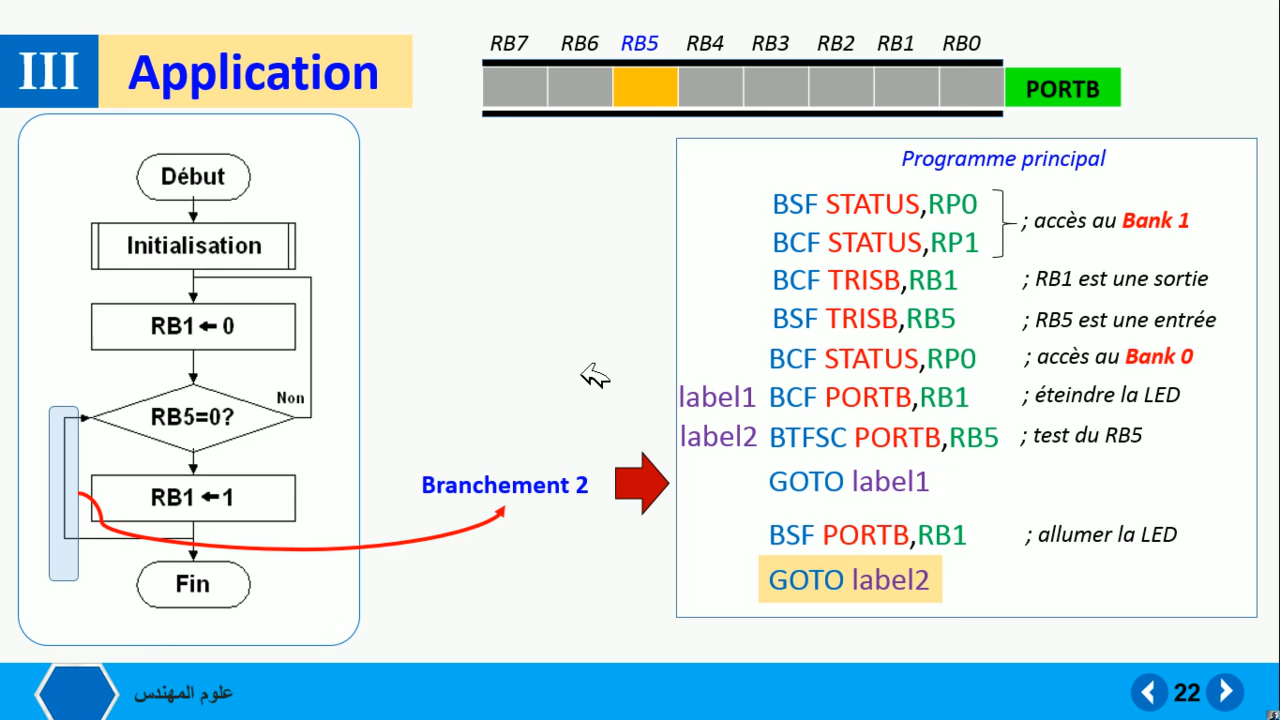 III
Application
RB7 RB6 RB5 RB4 RB3 RB2 RB1 RB0
PORTB
Début
Initialisation
RB1 ← 0
RB5=0?
Non
RB1 ← 1
Fin
Branchement 2
Programme principal
BSF STATUS,RP0
BCF STATUS,RP1
; accès au Bank 1
BCF TRISB,RB1 ; RB1 est une sortie
BSF TRISB,RB5 ; RB5 est une entrée
BCF STATUS,RP0 ; accès au Bank 0
label1 BCF PORTB,RB1 ; éteindre la LED
label2 BTFSC PORTB,RB5 ; test du RB5
GOTO label1
BSF PORTB,RB1 ; allumer la LED
GOTO label2
علوم المهندس
22